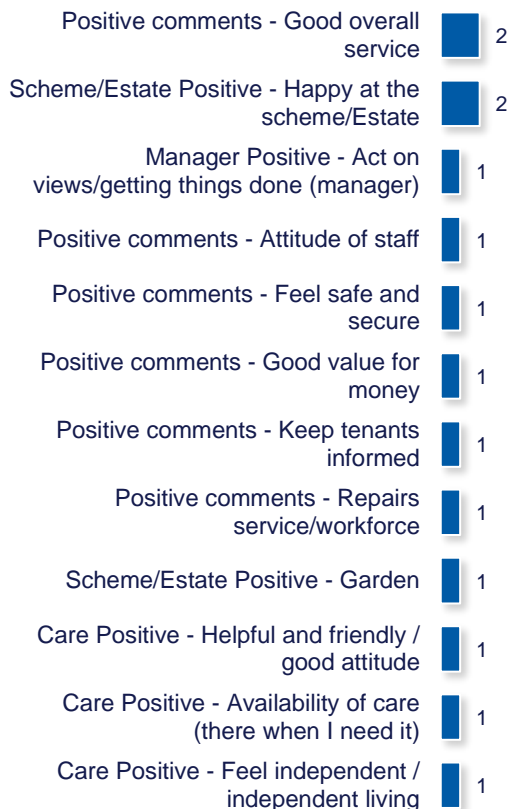 Positive comments - Good overall
service
2
Scheme/Estate Positive - Happy at the
scheme/Estate
2
Manager Positive - Act on
views/getting things done (manager)
1
Positive comments - Attitude of staff
1
Positive comments - Feel safe and
secure
1
Positive comments - Good value for
money
1
Positive comments - Keep tenants
informed
1
Positive comments - Repairs
service/workforce
1
Scheme/Estate Positive - Garden
1
Care Positive - Helpful and friendly /
good attitude
1
Care Positive - Availability of care
(there when I need it)
1
Care Positive - Feel independent /
independent living
1